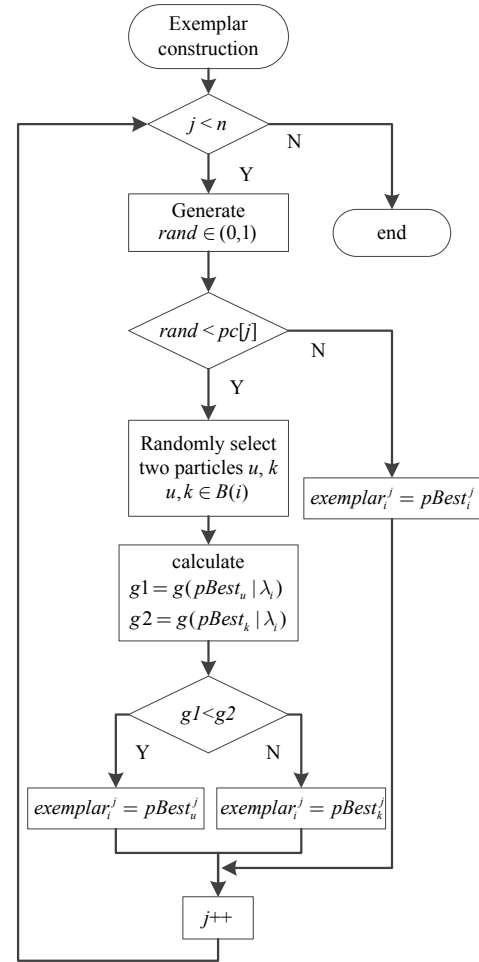 Exemplar
construction
j < n
N
Y
Generate
rand ∈ (0,1)
end
rand < pc[j]
N
Y
Randomly select
two particles u, k
u,k ∈ B(i)
exemplar_i^j = pBest_i^j
calculate
g1 = g(pBest_u | λ_i)
g2 = g(pBest_k | λ_i)
g1<g2
Y
N
exemplar_i^j = pBest_u^j
exemplar_i^j = pBest_k^j
j++